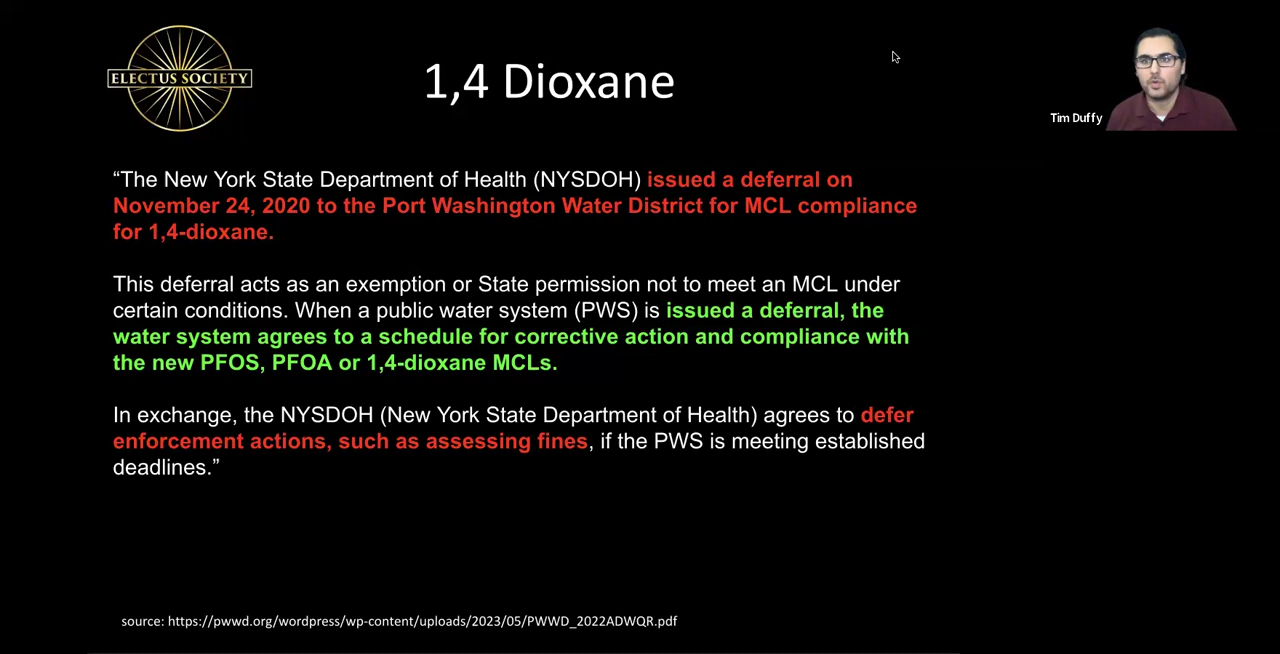 ELECTUS SOCIETY
1,4 Dioxane
Tim Duffy
“The New York State Department of Health (NYSDOH) issued a deferral on
November 24, 2020 to the Port Washington Water District for MCL compliance
for 1,4-dioxane.
This deferral acts as an exemption or State permission not to meet an MCL under
certain conditions. When a public water system (PWS) is issued a deferral, the
water system agrees to a schedule for corrective action and compliance with
the new PFOS, PFOA or 1,4-dioxane MCLs.
In exchange, the NYSDOH (New York State Department of Health) agrees to defer
enforcement actions, such as assessing fines, if the PWS is meeting established
deadlines.”
source: https://pwwd.org/wordpress/wp-content/uploads/2023/05/PWWD_2022ADWQR.pdf